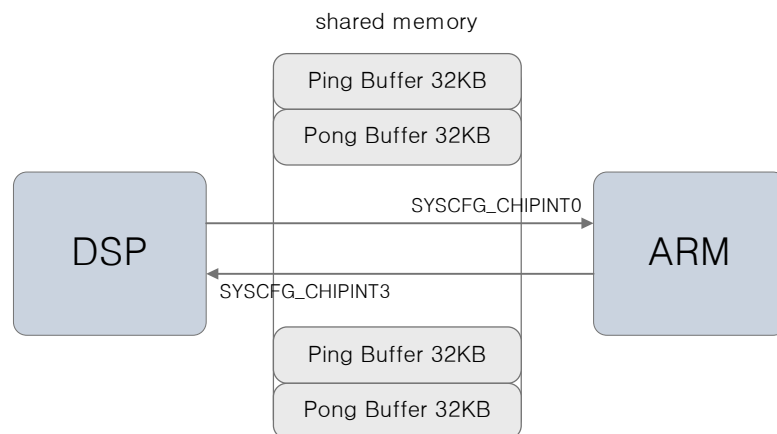 shared memory
Ping Buffer 32KB
Pong Buffer 32KB
SYSCFG_CHIPINT0
DSP
ARM
SYSCFG_CHIPINT3
Ping Buffer 32KB
Pong Buffer 32KB